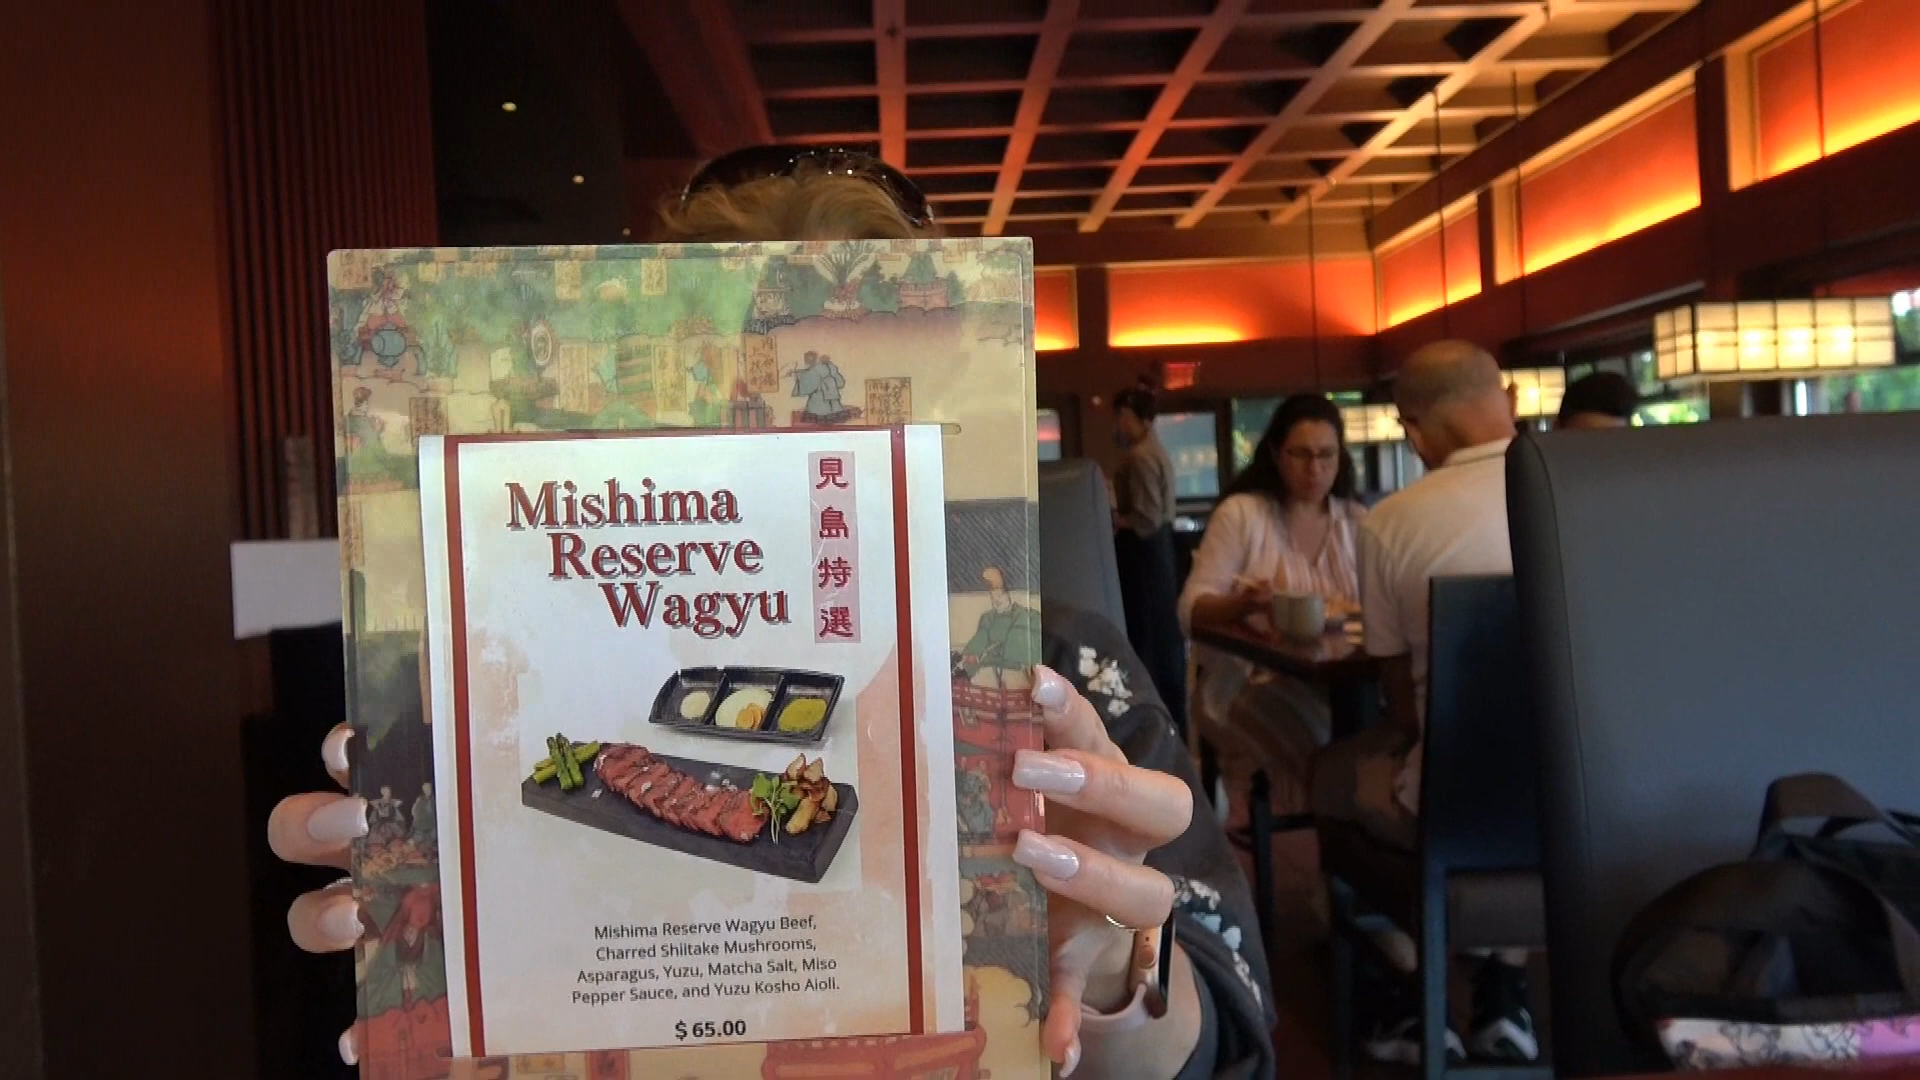 Mishima
Reserve
Wagyu
見島特選
Mishima Reserve Wagyu Beef,
Charred Shiitake Mushrooms,
Asparagus, Yuzu, Matcha Salt, Miso
Pepper Sauce, and Yuzu Kosho Aioli.
$65.00